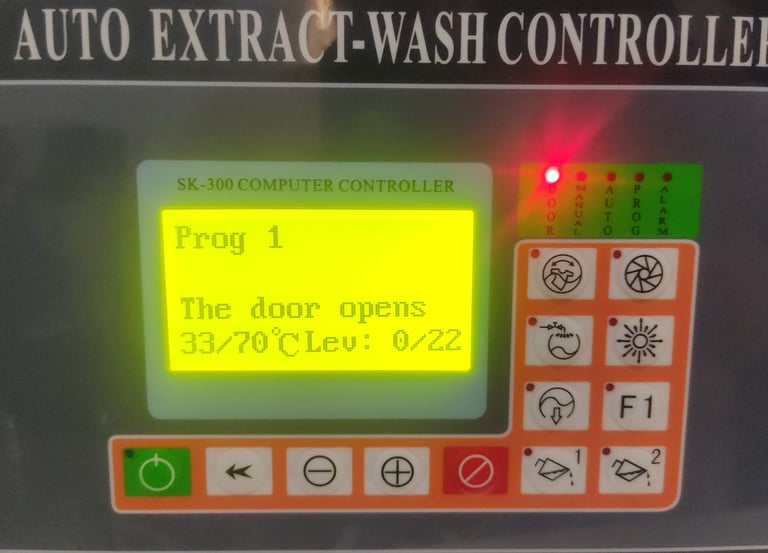 AUTO EXTRACT-WASH CONTROLLER
SK-300 COMPUTER CONTROLLER
Prog 1
The door opens
33/70℃ Lev: 0/22
DOOR
MANUAL
AUTO
PROG
ALARM
F1
1
2